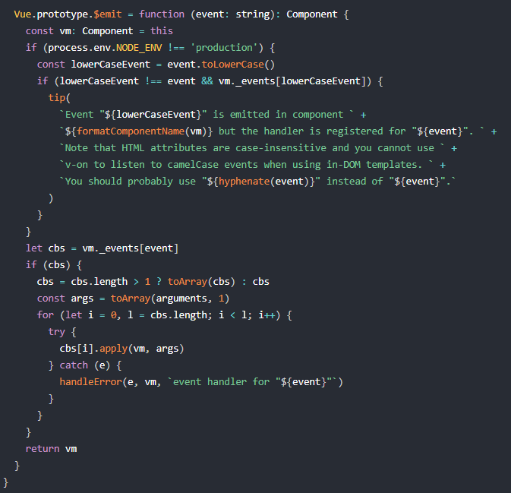 Vue.prototype.$emit = function (event: string): Component {
const vm: Component = this
if (process.env.NODE_ENV !== 'production') {
const lowerCaseEvent = event.toLowerCase()
if (lowerCaseEvent !== event && vm._events[lowerCaseEvent]) {
tip(
`Event "${lowerCaseEvent}" is emitted in component ` +
`${formatComponentName(vm)} but the handler is registered for "${event}". ` +
`Note that HTML attributes are case-insensitive and you cannot use ` +
`v-on to listen to camelCase events when using in-DOM templates. ` +
`You should probably use "${hyphenate(event)}" instead of "${event}".`
)
}
}
let cbs = vm._events[event]
if (cbs) {
cbs = cbs.length > 1 ? toArray(cbs) : cbs
const args = toArray(arguments, 1)
for (let i = 0, l = cbs.length; i < l; i++) {
try {
cbs[i].apply(vm, args)
} catch (e) {
handleError(e, vm, `event handler for "${event}"`)
}
}
}
return vm
}
}